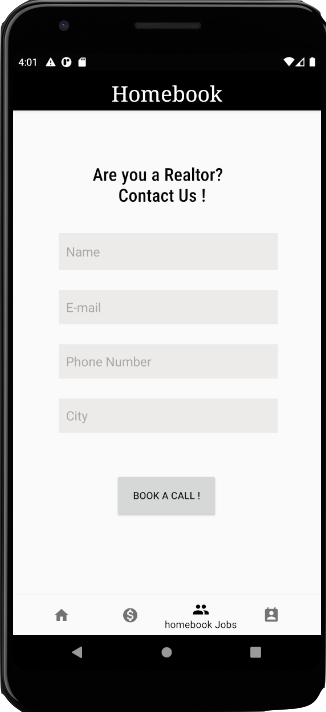 4:01
Homebook
Are you a Realtor?
Contact Us !
Name
E-mail
Phone Number
City
BOOK A CALL !
homebook Jobs